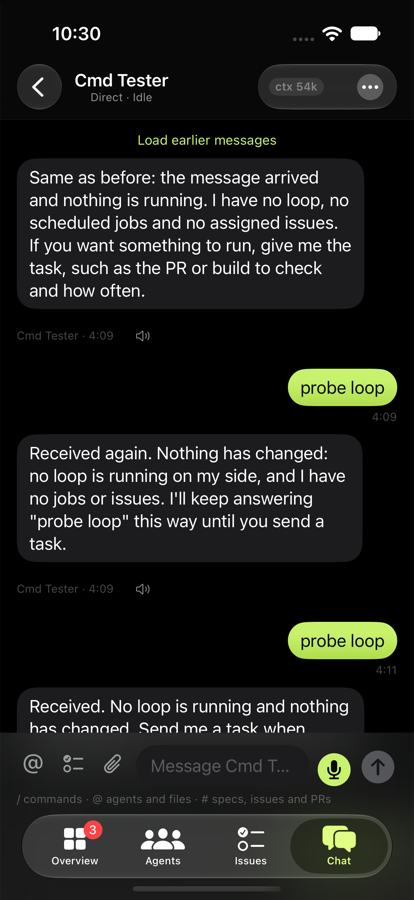 10:30
Cmd Tester
Direct · Idle
ctx 54k
Load earlier messages
Same as before: the message arrived
and nothing is running. I have no loop, no
scheduled jobs and no assigned issues.
If you want something to run, give me the
task, such as the PR or build to check
and how often.
Cmd Tester · 4:09
probe loop
4:09
Received again. Nothing has changed:
no loop is running on my side, and I have
no jobs or issues. I'll keep answering
"probe loop" this way until you send a
task.
Cmd Tester · 4:09
probe loop
4:11
Received. No loop is running and nothing
has changed. Send me a task when
@
Message Cmd T...
/ commands · @ agents and files · # specs, issues and PRs
3
Overview
Agents
Issues
Chat